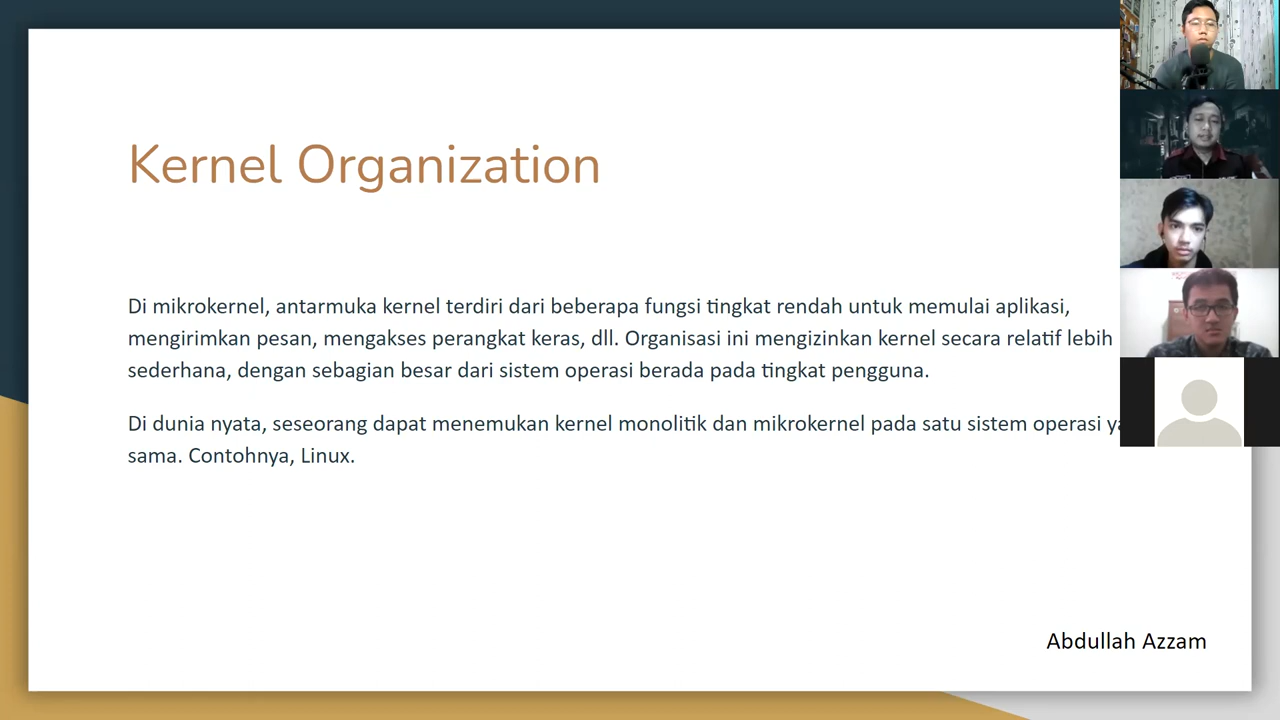 Kernel Organization
Di mikrokernel, antarmuka kernel terdiri dari beberapa fungsi tingkat rendah untuk memulai aplikasi,
mengirimkan pesan, mengakses perangkat keras, dll. Organisasi ini mengizinkan kernel secara relatif lebih
sederhana, dengan sebagian besar dari sistem operasi berada pada tingkat pengguna.
Di dunia nyata, seseorang dapat menemukan kernel monolitik dan mikrokernel pada satu sistem operasi
sama. Contohnya, Linux.
Abdullah Azzam